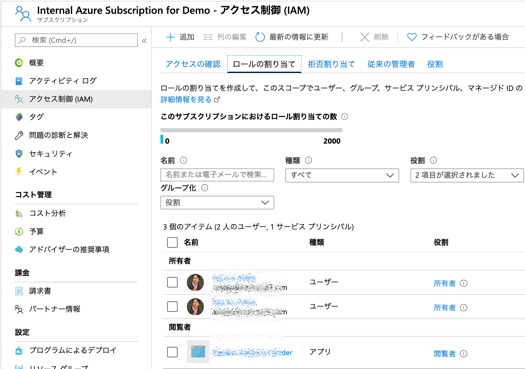 Internal Azure Subscription for Demo - アクセス制御 (IAM)
サブスクリプション
検索 (Cmd+/)
«
追加
列の編集
最新の情報に更新
削除
フィードバックがある場合
概要
アクティビティ ログ
アクセス制御 (IAM)
タグ
問題の診断と解決
セキュリティ
イベント
コスト管理
コスト分析
予算
アドバイザーの推奨事項
課金
請求書
パートナー情報
設定
プログラムによるデプロイ
リソース グループ
アクセスの確認
ロールの割り当て
拒否割り当て
従来の管理者
役割
ロールの割り当てを作成して、このスコープでユーザー、グループ、サービス プリンシパル、マネージド ID の
詳細情報を見る
このサブスクリプションにおけるロール割り当ての数
0
2000
名前
種類
役割
名前または電子メールで検索...
すべて
2 項目が選択されました
グループ化
役割
3 個のアイテム (2 人のユーザー, 1 サービス プリンシパル)
名前
種類
役割
所有者
ユーザー
所有者
ユーザー
所有者
閲覧者
アプリ
閲覧者